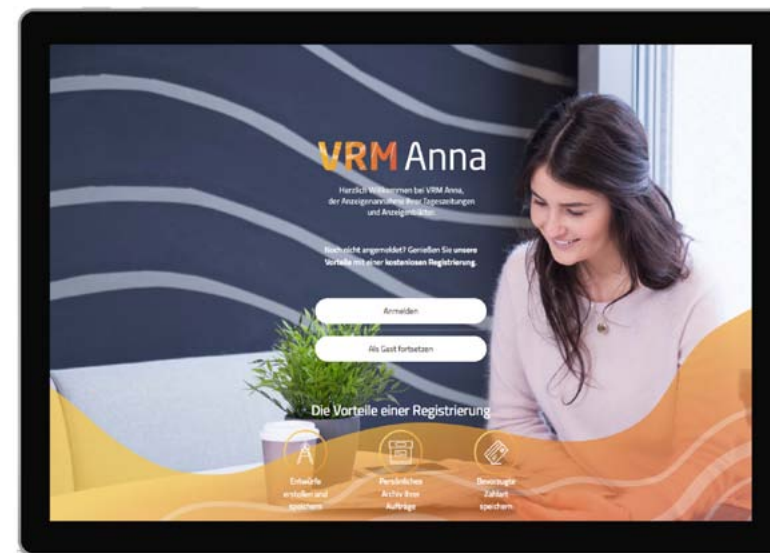 VRM Anna
Herzlich Willkommen bei VRM Anna,
der Anzeigenannahme Ihrer Tageszeitungen
und Anzeigenblätter.
Noch nicht angemeldet? Genießen Sie unsere
Vorteile mit einer kostenlosen Registrierung.
Anmelden
Als Gast fortsetzen
Die Vorteile einer Registrierung
Entwürfe
erstellen und
speichern
Persönliches
Archiv Ihrer
Aufträge
Bevorzugte
Zahlart
speichern